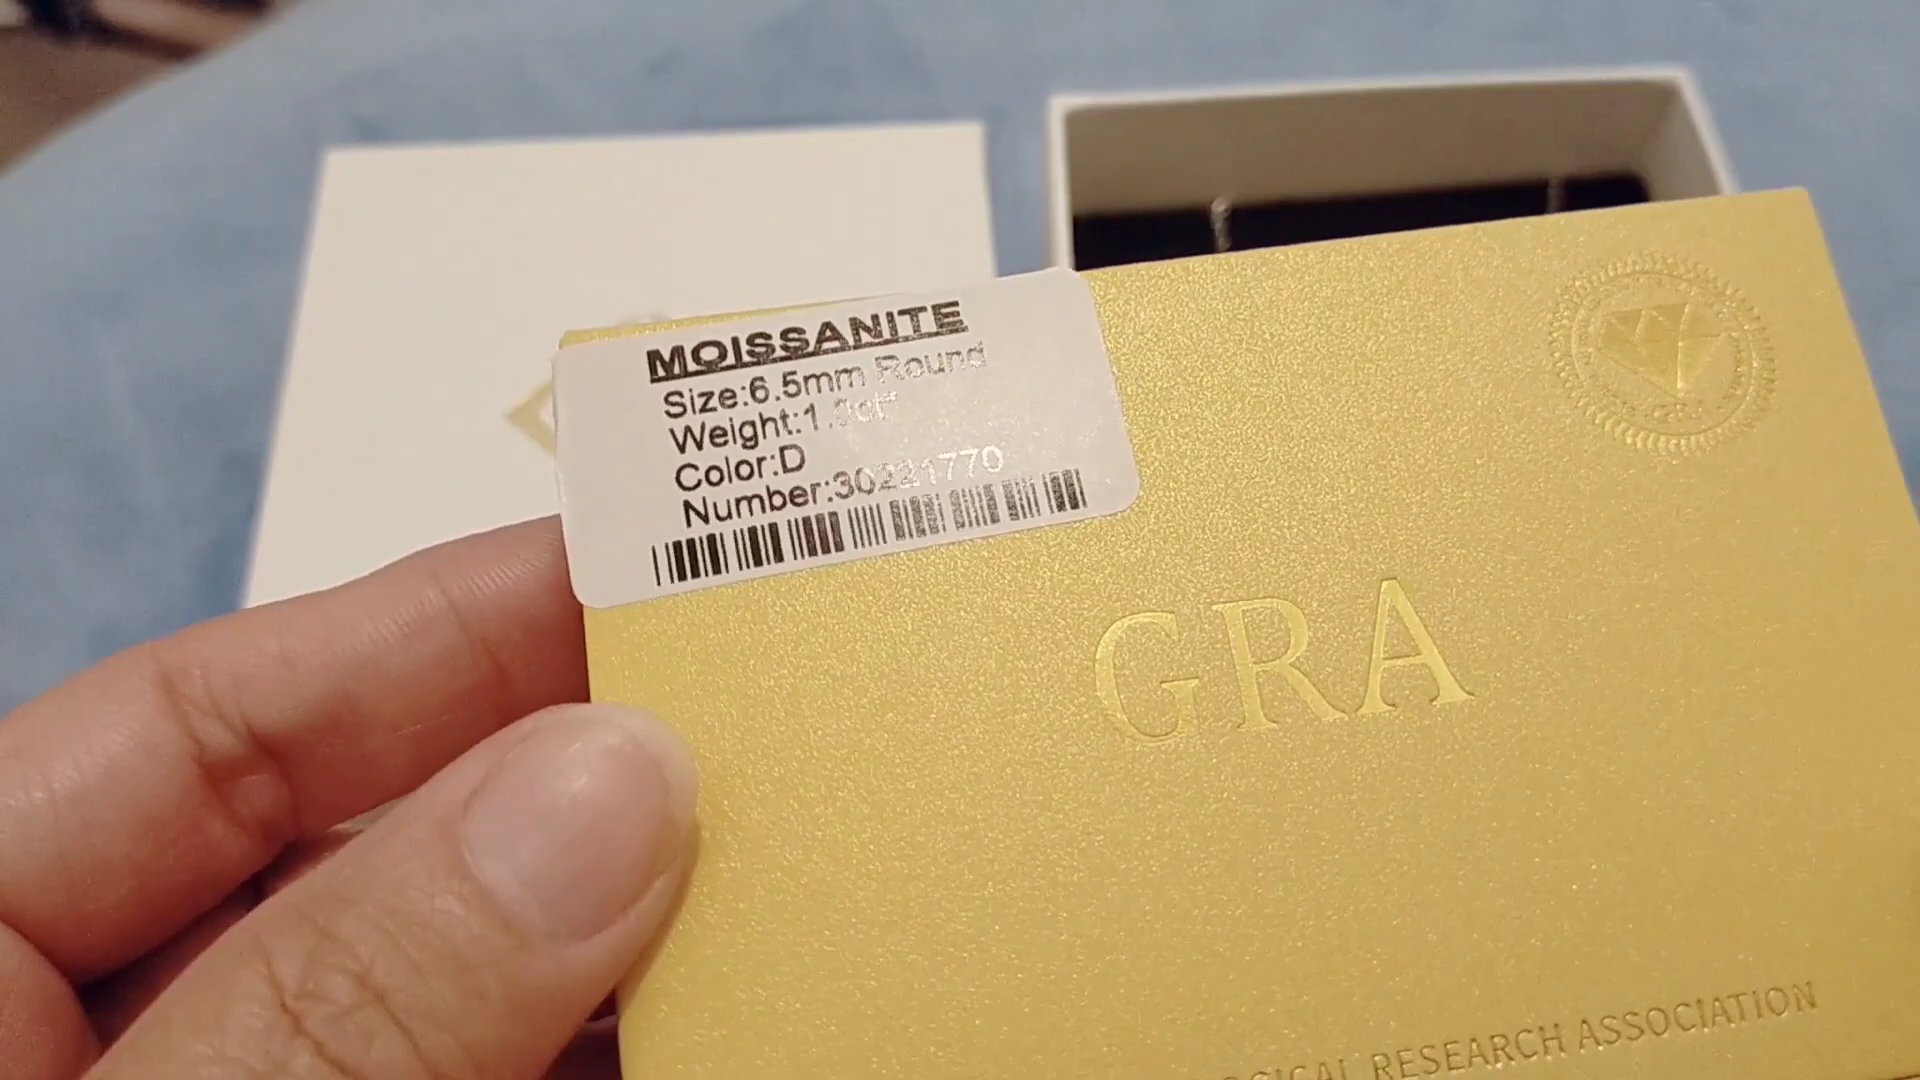 MOISSANITE
Size:6.5mm Round
Weight:1.0ct
Color:D
Number:30221770
GRA
RESEARCH ASSOCIATION